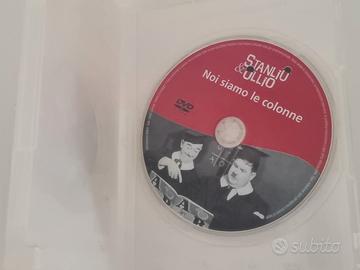 STANLIO
& OLLIO
Noi siamo le colonne
DVD
subito